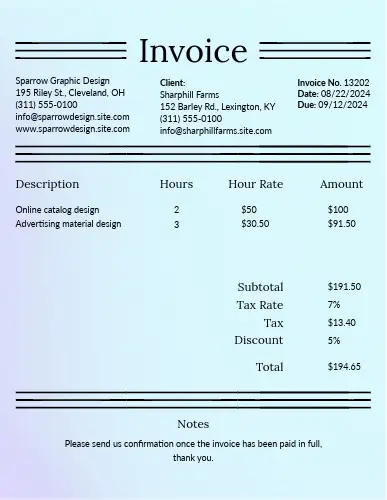 Invoice
Sparrow Graphic Design
195 Riley St., Cleveland, OH
(311) 555-0100
info@sparrowdesign.site.com
www.sparrowdesign.site.com
Client:
Sharphill Farms
152 Barley Rd., Lexington, KY
(311) 555-0100
info@sharphillfarms.site.com
Invoice No. 13202
Date: 08/22/2024
Due: 09/12/2024
Description Hours Hour Rate Amount
Online catalog design 2 $50 $100
Advertising material design 3 $30.50 $91.50
Subtotal $191.50
Tax Rate 7%
Tax $13.40
Discount 5%
Total $194.65
Notes
Please send us confirmation once the invoice has been paid in full,
thank you.